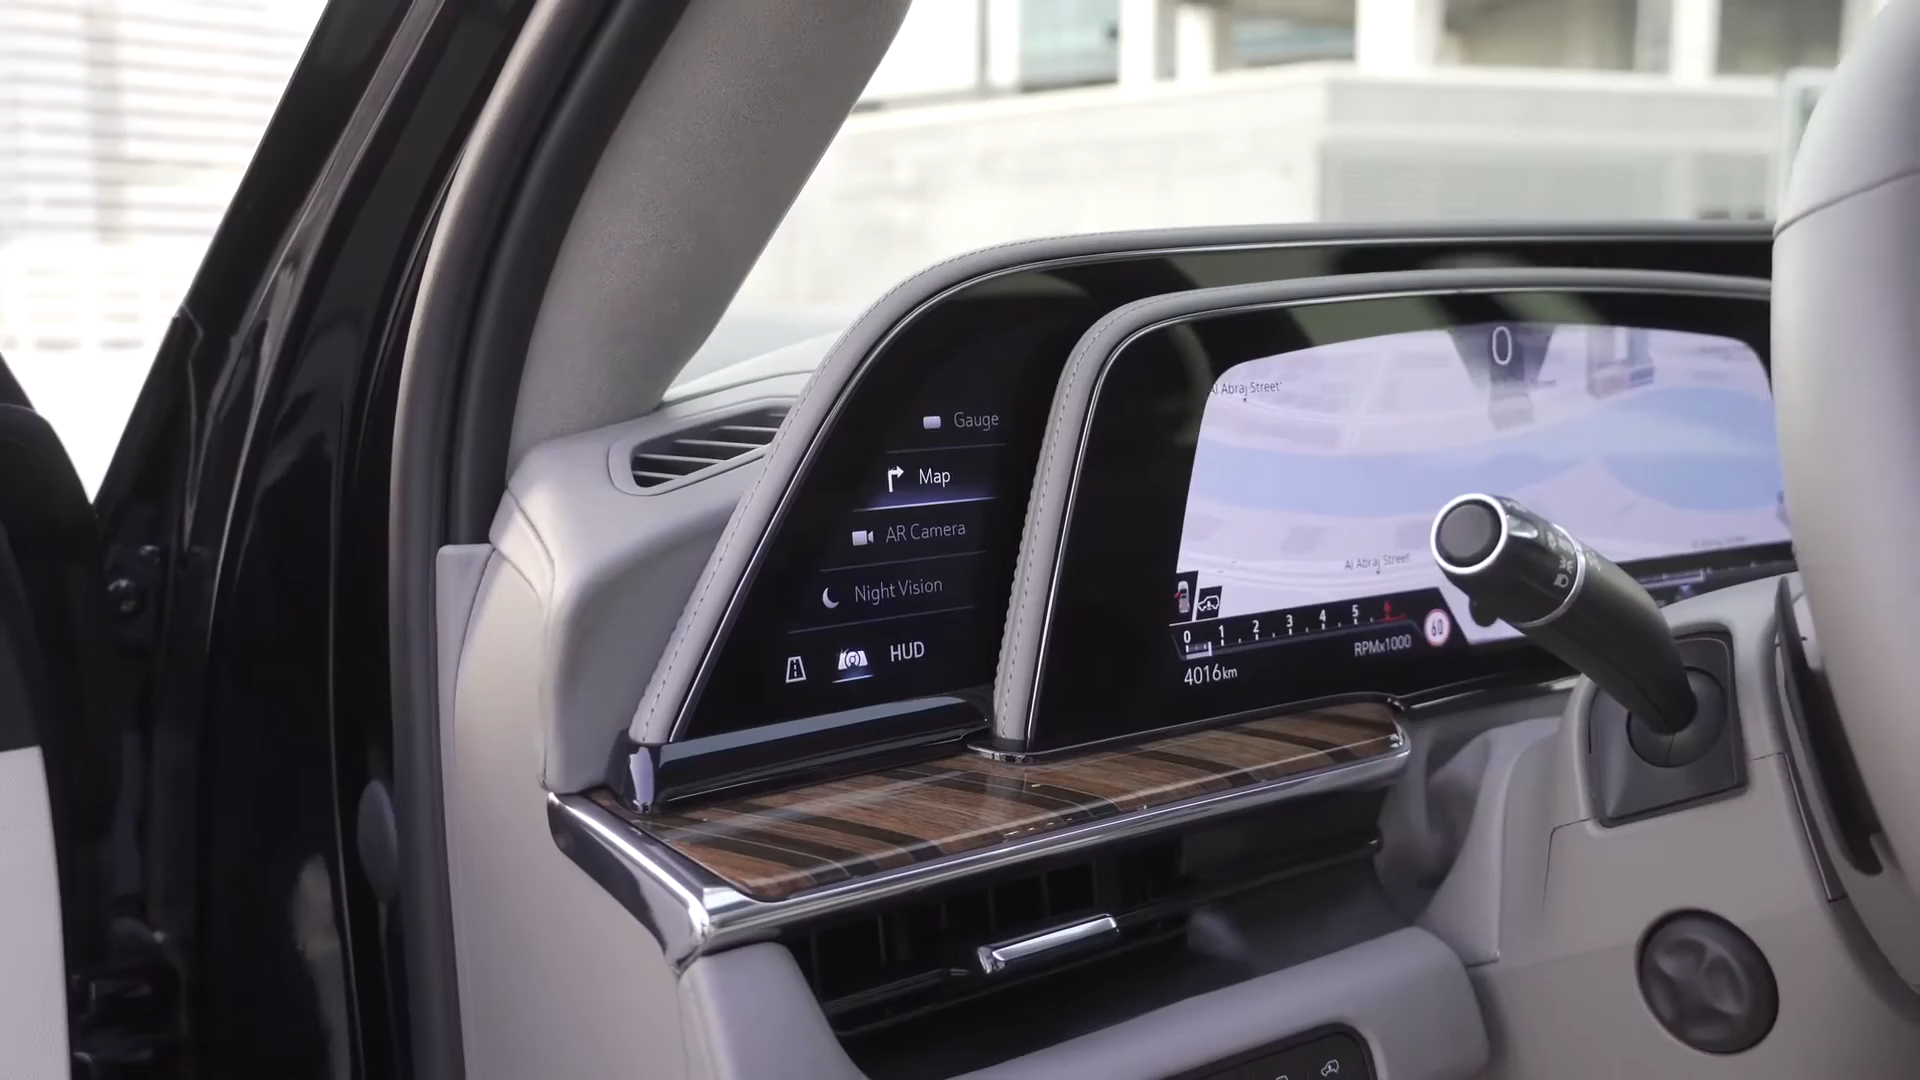 Gauge
Map
AR Camera
Night Vision
HUD
0
Al Abraj Street
Al Abraj Street
0 1 2 3 4 5 6
60
RPMx1000
4016km